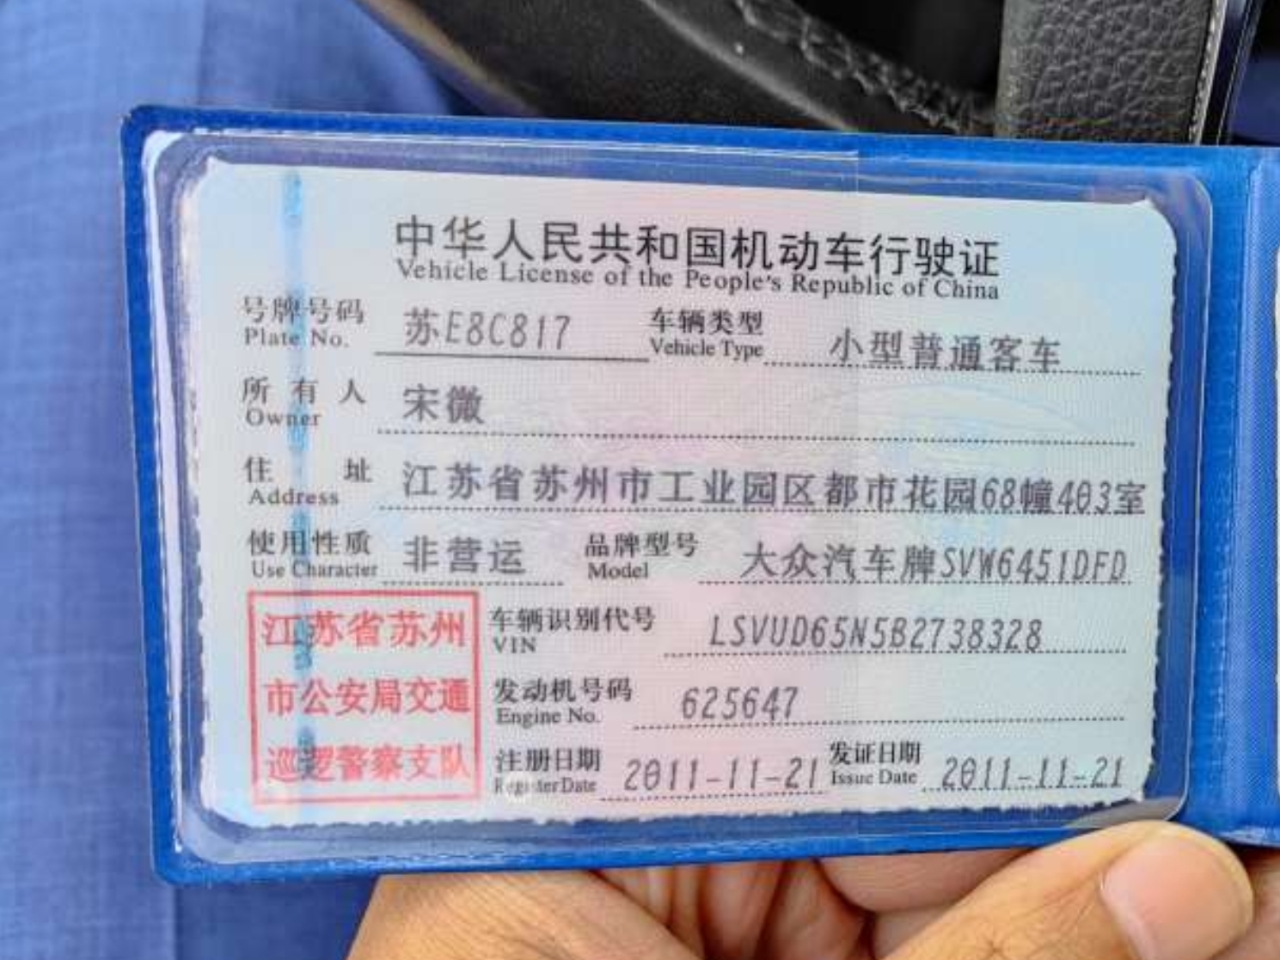 中华人民共和国机动车行驶证
Vehicle License of the People's Republic of China
号牌号码 苏E8C817 车辆类型 小型普通客车
Plate No. Vehicle Type
所有人 宋微
Owner
住址 江苏省苏州市工业园区都市花园68幢403室
Address
使用性质 非营运 品牌型号 大众汽车牌SVW6451DFD
Use Character Model
江苏省苏州
市公安局交通
巡逻警察支队
车辆识别代号 LSVUD65N5B2738328
VIN
发动机号码 625647
Engine No.
注册日期 2011-11-21 发证日期 2011-11-21
Register Date Issue Date